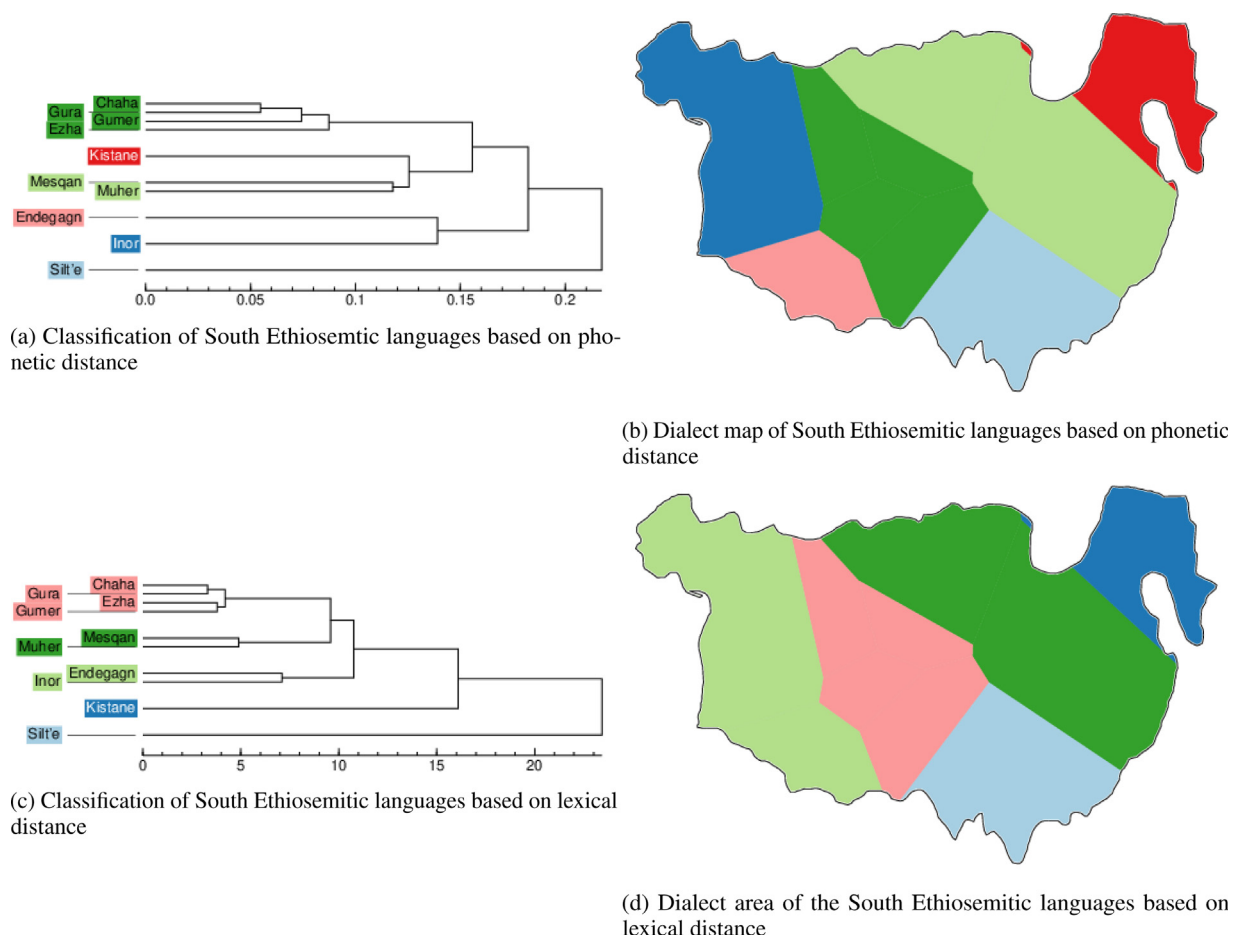 Chaha
Gura
Gumer
Ezha
Kistane
Mesqan
Muher
Endegagn
Inor
Silt'e
0.0 0.05 0.1 0.15 0.2
(a) Classification of South Ethiosemtic languages based on pho-
netic distance
(b) Dialect map of South Ethiosemitic languages based on phonetic
distance
Chaha
Gura
Ezha
Gumer
Mesqan
Muher
Endegagn
Inor
Kistane
Silt'e
0 5 10 15 20
(c) Classification of South Ethiosemitic languages based on lexical
distance
(d) Dialect area of the South Ethiosemitic languages based on
lexical distance